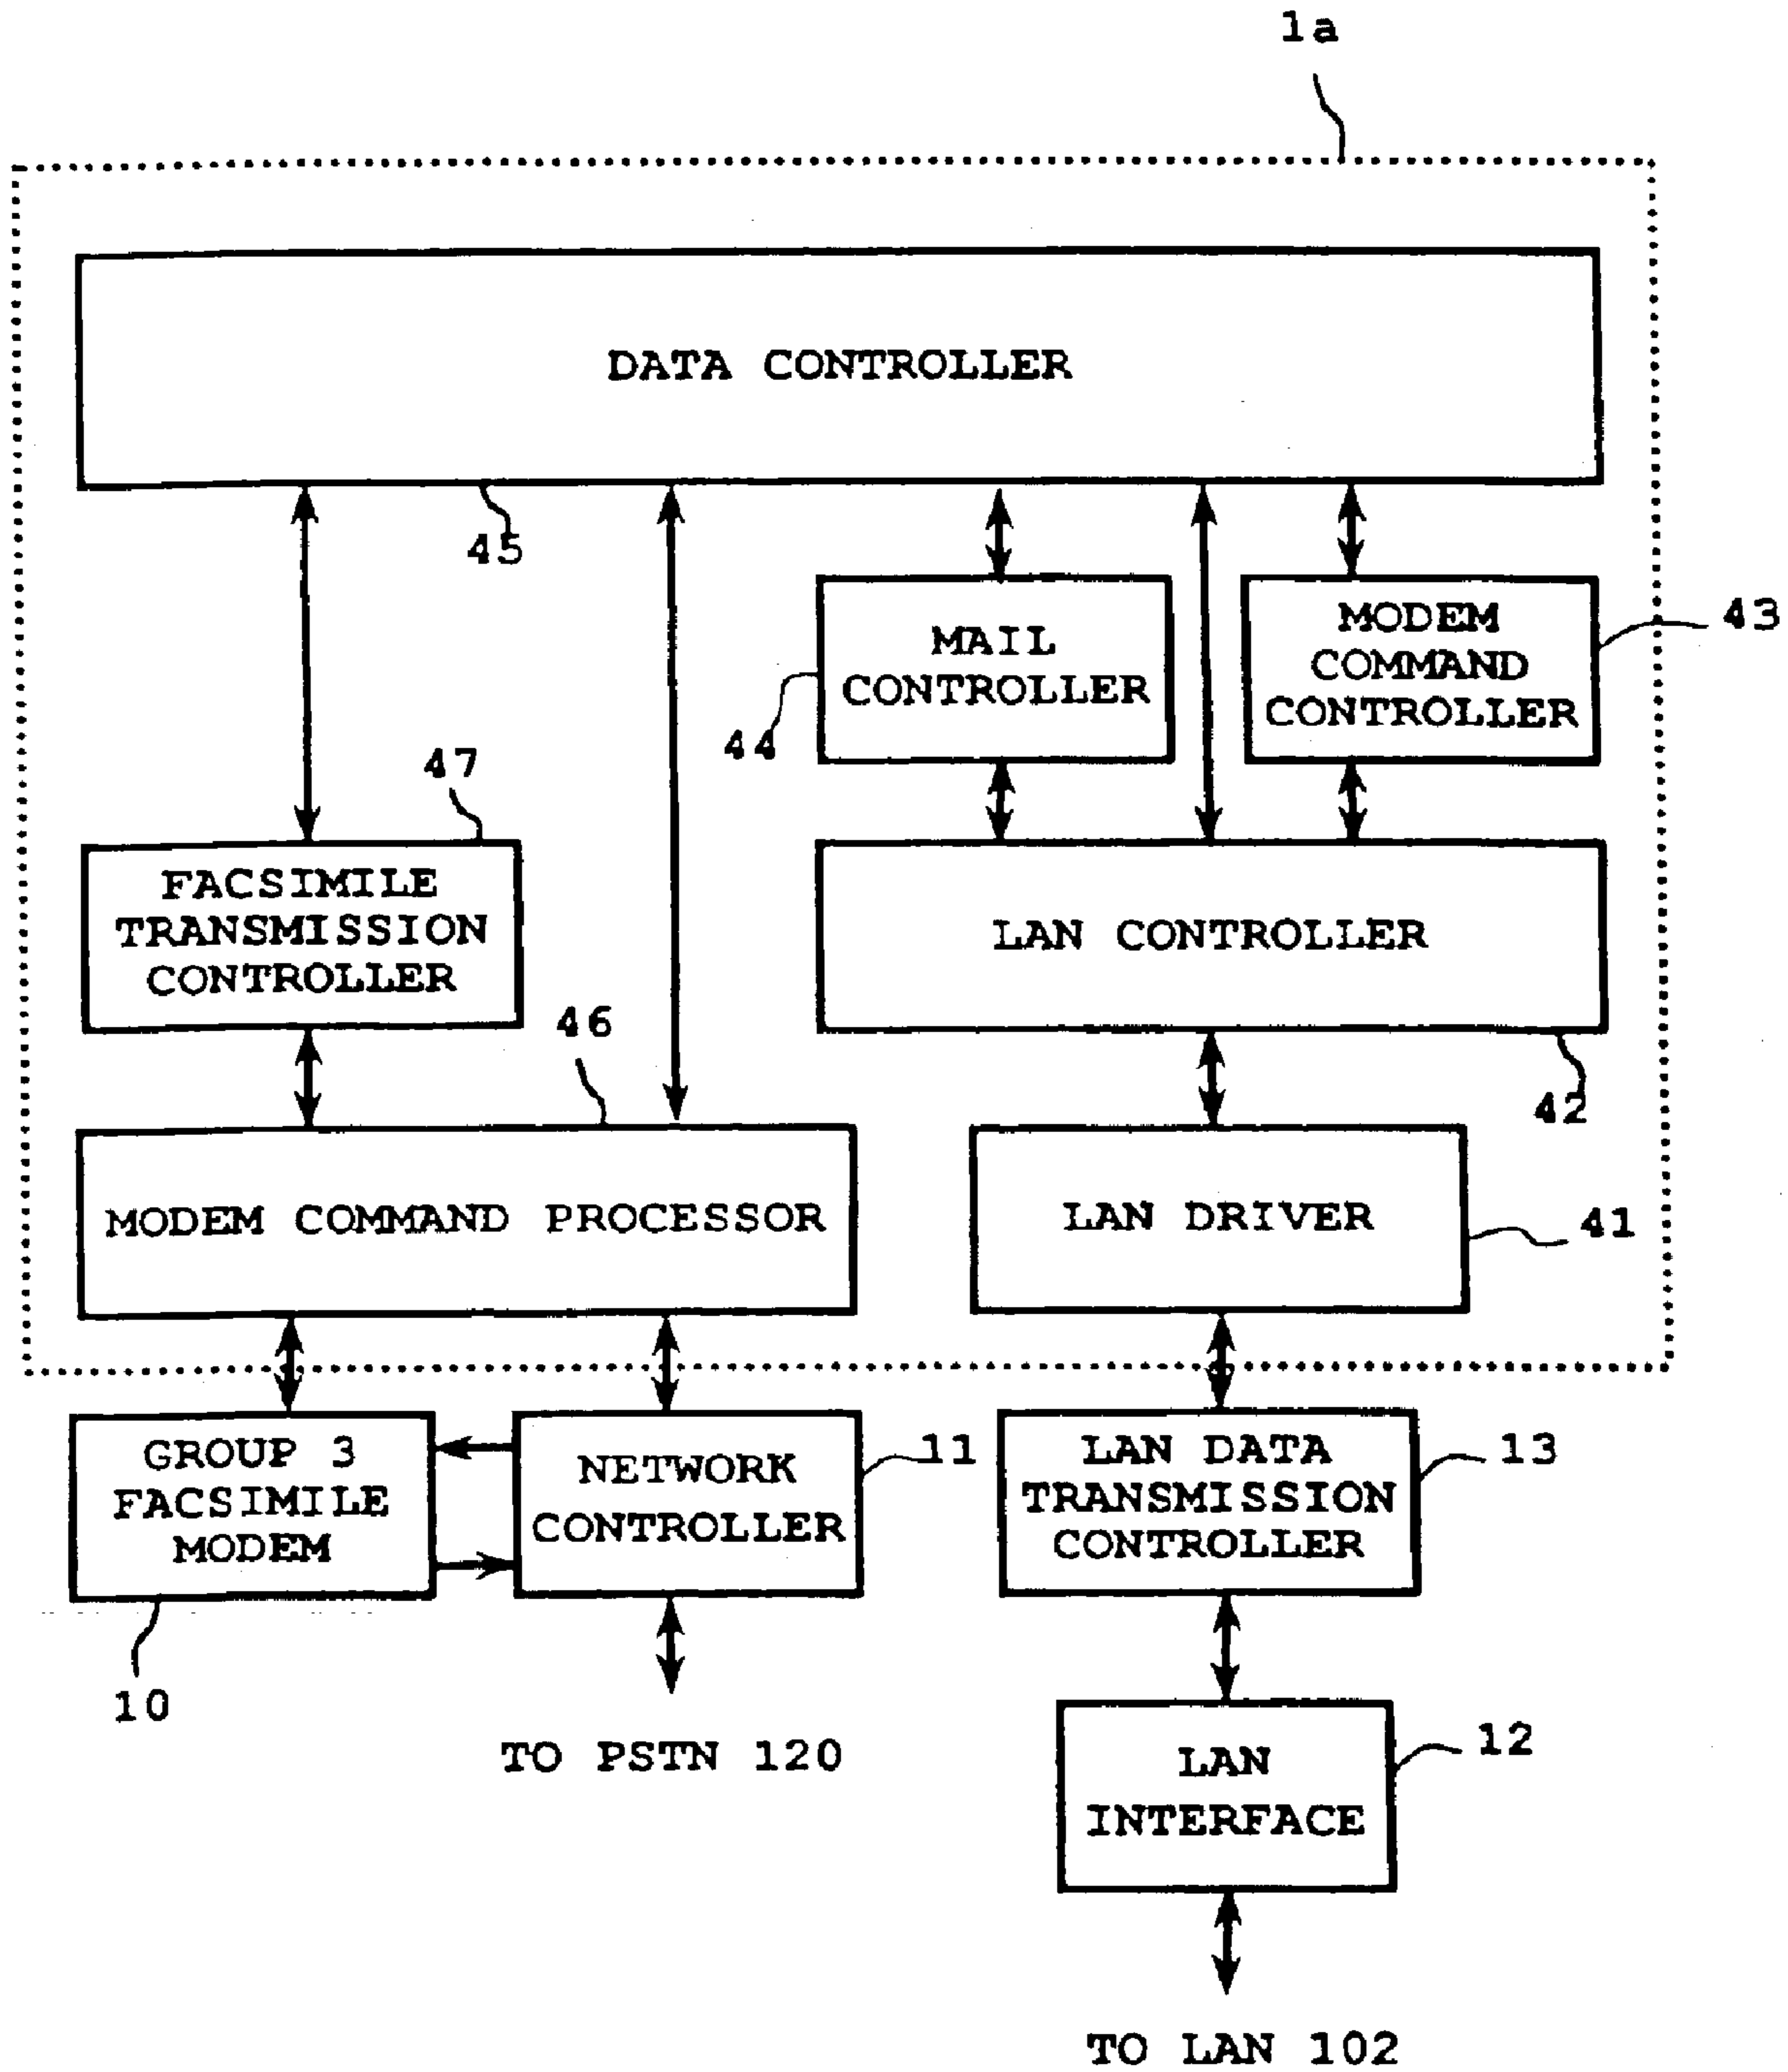 1a
DATA CONTROLLER
45
MAIL
CONTROLLER
44
MODEM
COMMAND
CONTROLLER
43
47
FACSIMILE
TRANSMISSION
CONTROLLER
LAN CONTROLLER
46
42
MODEM COMMAND PROCESSOR
LAN DRIVER
41
GROUP 3
FACSIMILE
MODEM
NETWORK
CONTROLLER
11
LAN DATA
TRANSMISSION
CONTROLLER
13
10
TO PSTN 120
LAN
INTERFACE
12
TO LAN 102